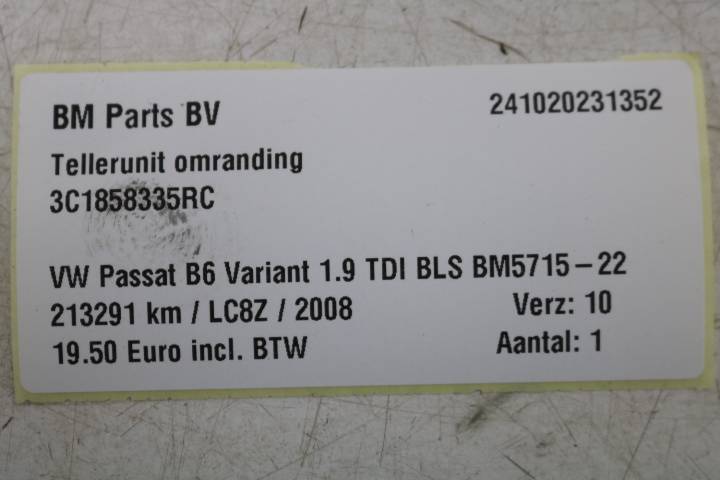 BM Parts BV 241020231352
Tellerunit omranding
3C1858335RC
VW Passat B6 Variant 1.9 TDI BLS BM5715-22
213291 km / LC8Z / 2008 Verz: 10
19.50 Euro incl. BTW Aantal: 1